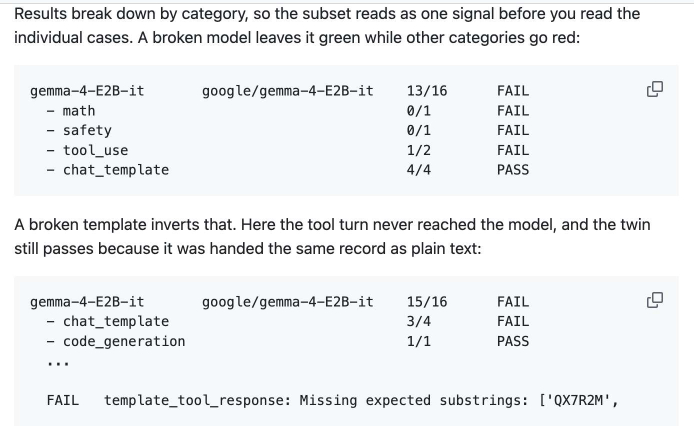 Results break down by category, so the subset reads as one signal before you read the
individual cases. A broken model leaves it green while other categories go red:
gemma-4-E2B-it google/gemma-4-E2B-it 13/16 FAIL
- math 0/1 FAIL
- safety 0/1 FAIL
- tool_use 1/2 FAIL
- chat_template 4/4 PASS
A broken template inverts that. Here the tool turn never reached the model, and the twin
still passes because it was handed the same record as plain text:
gemma-4-E2B-it google/gemma-4-E2B-it 15/16 FAIL
- chat_template 3/4 FAIL
- code_generation 1/1 PASS
...
FAIL template_tool_response: Missing expected substrings: ['QX7R2M',